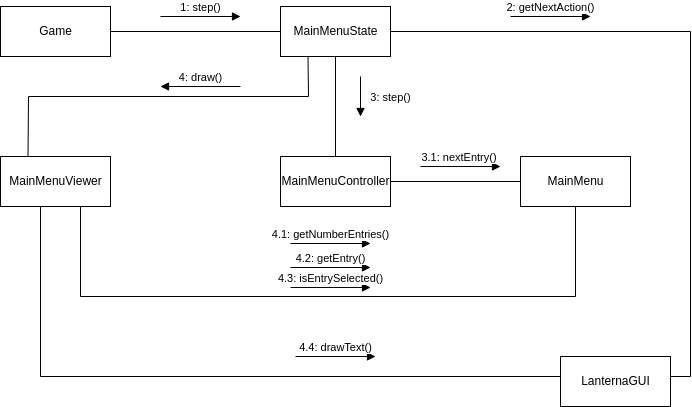 1: step()
2: getNextAction()
Game
MainMenuState
4: draw()
3: step()
MainMenuViewer
MainMenuController
3.1: nextEntry()
MainMenu
4.1: getNumberEntries()
4.2: getEntry()
4.3: isEntrySelected()
4.4: drawText()
LanternaGUI